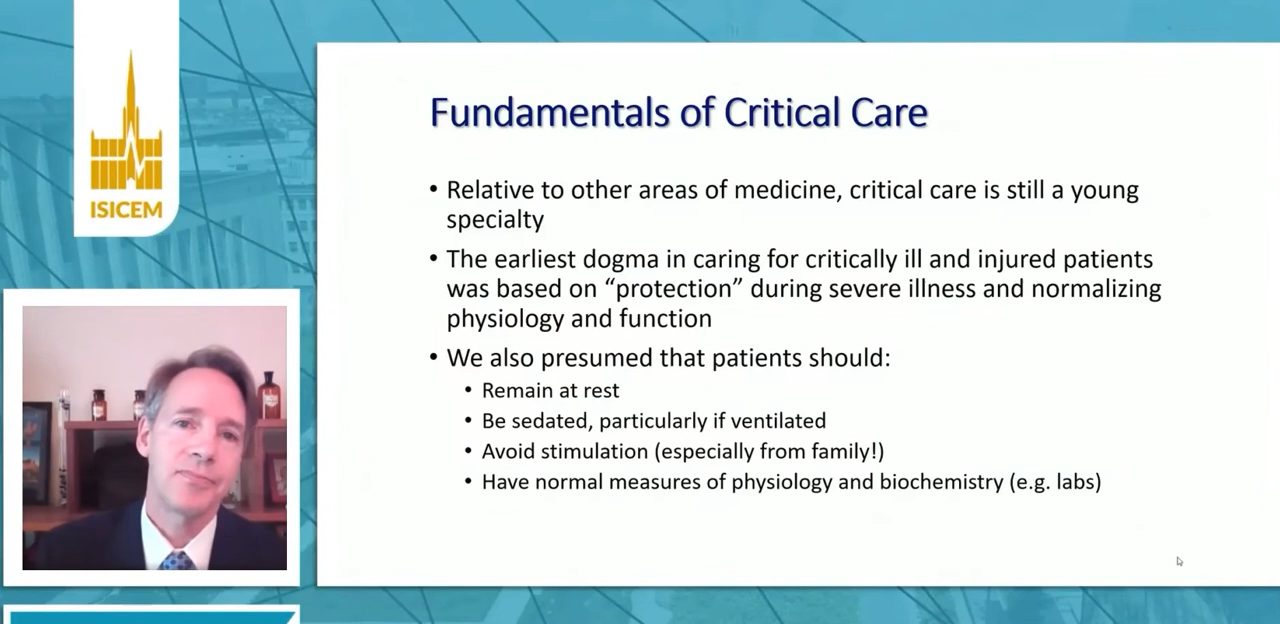 ISICEM
Fundamentals of Critical Care
• Relative to other areas of medicine, critical care is still a young
specialty
• The earliest dogma in caring for critically ill and injured patients
was based on “protection” during severe illness and normalizing
physiology and function
• We also presumed that patients should:
• Remain at rest
• Be sedated, particularly if ventilated
• Avoid stimulation (especially from family!)
• Have normal measures of physiology and biochemistry (e.g. labs)